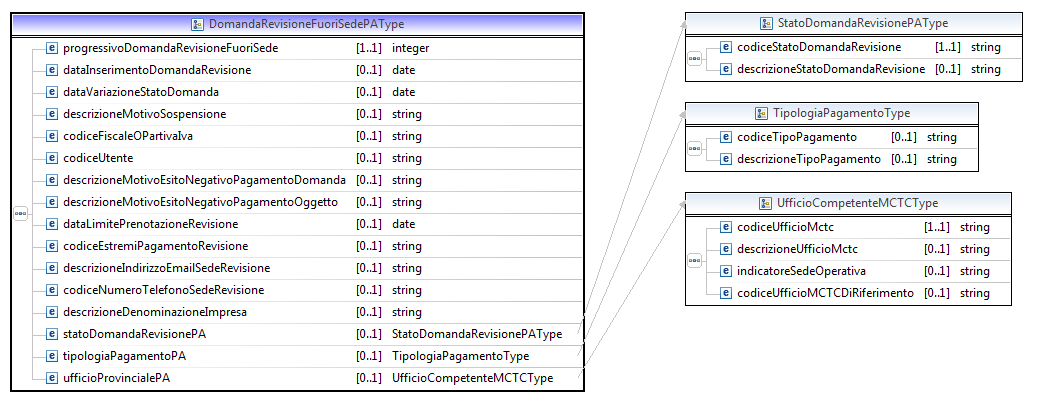 DomandaRevisioneFuoriSedePAType
progressivoDomandaRevisioneFuoriSede [1..1] integer
dataInserimentoDomandaRevisione [0..1] date
dataVariazioneStatoDomanda [0..1] date
descrizioneMotivoSospensione [0..1] string
codiceFiscaleOPartivaIva [0..1] string
codiceUtente [0..1] string
descrizioneMotivoEsitoNegativoPagamentoDomanda [0..1] string
descrizioneMotivoEsitoNegativoPagamentoOggetto [0..1] string
dataLimitePrenotazioneRevisione [0..1] date
codiceEstremiPagamentoRevisione [0..1] string
descrizioneIndirizzoEmailSedeRevisione [0..1] string
codiceNumeroTelefonoSedeRevisione [0..1] string
descrizioneDenominazioneImpresa [0..1] string
statoDomandaRevisionePA [0..1] StatoDomandaRevisionePAType
tipologiaPagamentoPA [0..1] TipologiaPagamentoType
ufficioProvincialePA [0..1] UfficioCompetenteMCTCType
StatoDomandaRevisionePAType
codiceStatoDomandaRevisione [1..1] string
descrizioneStatoDomandaRevisione [0..1] string
TipologiaPagamentoType
codiceTipoPagamento [0..1] string
descrizioneTipoPagamento [0..1] string
UfficioCompetenteMCTCType
codiceUfficioMctc [1..1] string
descrizioneUfficioMctc [0..1] string
indicatoreSedeOperativa [0..1] string
codiceUfficioMCTCDiRiferimento [0..1] string